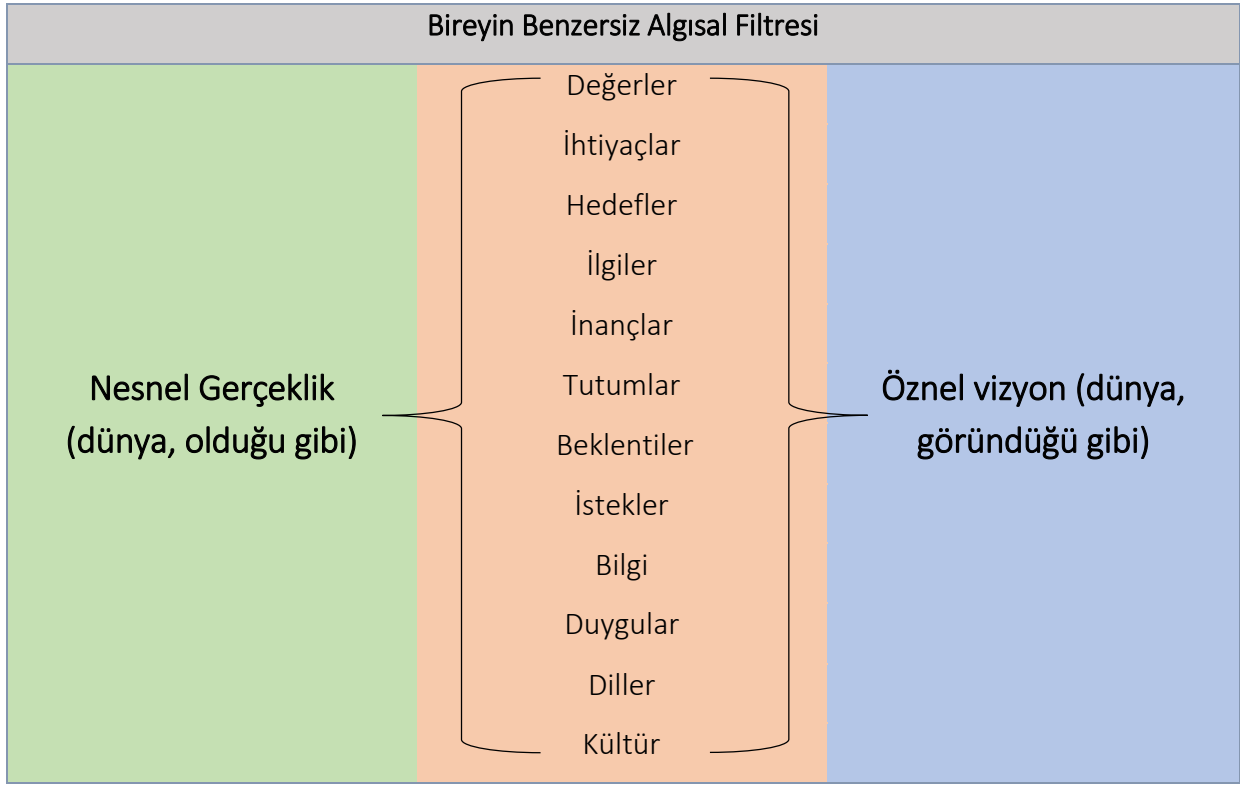 Bireyin Benzersiz Algısal Filtresi
Nesnel Gerçeklik
(dünya, olduğu gibi)
Değerler
İhtiyaçlar
Hedefler
İlgiler
İnançlar
Tutumlar
Beklentiler
İstekler
Bilgi
Duygular
Diller
Kültür
Öznel vizyon (dünya,
göründüğü gibi)